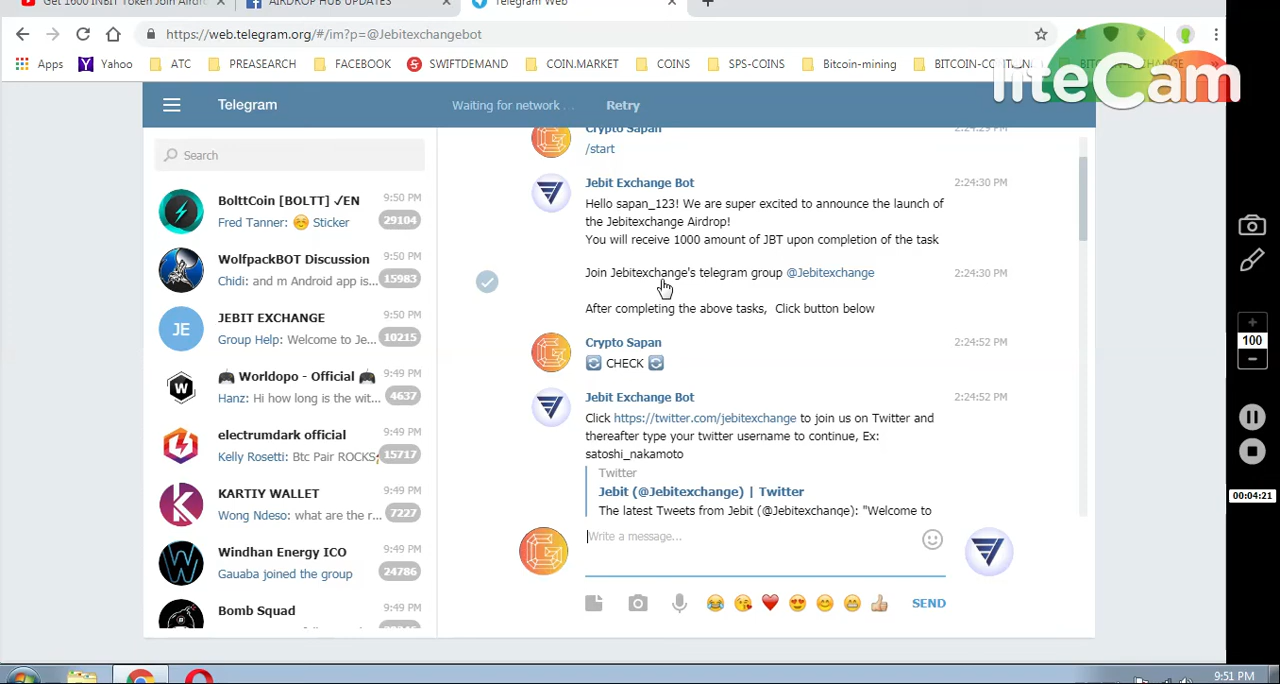 Get 1600 INBIT Token Join Airdr
AIRDROP HUB UPDATES
Telegram Web
https://web.telegram.org/#/im?p=@Jebitexchangebot
Apps
Yahoo
ATC
PREASEARCH
FACEBOOK
SWIFTDEMAND
COIN.MARKET
COINS
SPS-COINS
Bitcoin-mining
liteCam
Telegram
Waiting for network...
Retry
Search
BolttCoin [BOLTT] ✓/EN
9:50 PM
Fred Tanner: 😊 Sticker
29104
WolfpackBOT Discussion
9:50 PM
Chidi: and m Android app is...
15983
JE
JEBIT EXCHANGE
9:50 PM
Group Help: Welcome to Je...
10215
W
🎮 Worldopo - Official 🎮
9:49 PM
Hanz: Hi how long is the wit...
4637
electrumdark official
9:49 PM
Kelly Rosetti: Btc Pair ROCKS
15717
KARTIY WALLET
9:49 PM
Wong Ndeso: what are the r...
7227
Windhan Energy ICO
9:49 PM
Gauaba joined the group
24786
Bomb Squad
9:49 PM
Crypto Sapan
2:24:29 PM
/start
Jebit Exchange Bot
2:24:30 PM
Hello sapan_123! We are super excited to announce the launch of
the Jebitexchange Airdrop!
You will receive 1000 amount of JBT upon completion of the task
Join Jebitexchange's telegram group @Jebitexchange
2:24:30 PM
After completing the above tasks, Click button below
Crypto Sapan
2:24:52 PM
🔄 CHECK 🔄
Jebit Exchange Bot
2:24:52 PM
Click https://twitter.com/jebitexchange to join us on Twitter and
thereafter type your twitter username to continue, Ex:
satoshi_nakamoto
Twitter
Jebit (@Jebitexchange) | Twitter
The latest Tweets from Jebit (@Jebitexchange): "Welcome to
Write a message...
SEND
100
00:04:21
9:51 PM